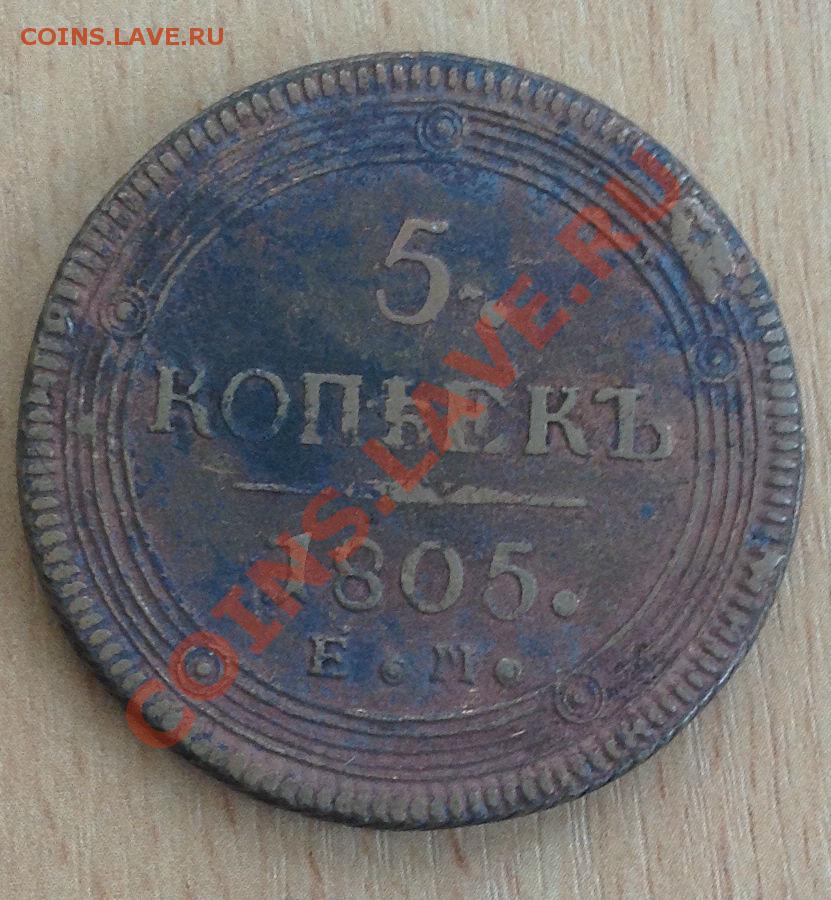 COINS.LAVE.RU
5.
КОПѢЕКЪ
1805.
Е.М.
COINS.LAVE.RU